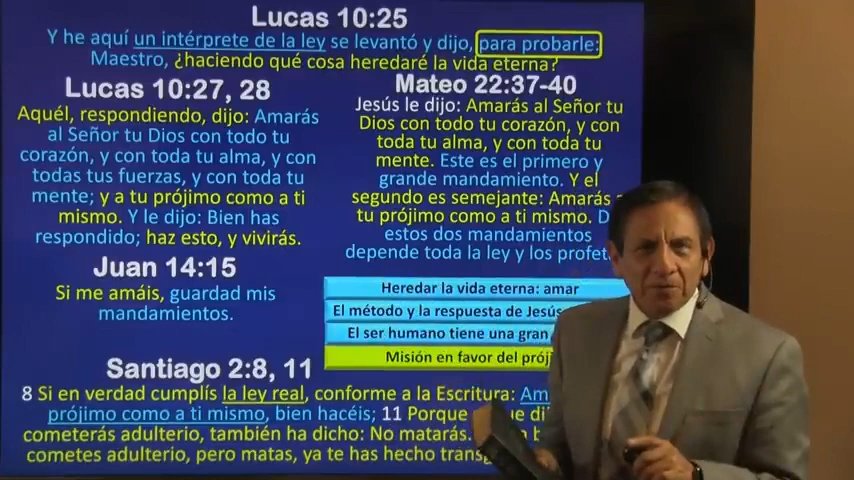 Lucas 10:25
Y he aquí un intérprete de la ley se levantó y dijo, para probarle:
Maestro, ¿haciendo qué cosa heredaré la vida eterna?
Lucas 10:27, 28
Aquél, respondiendo, dijo: Amarás
al Señor tu Dios con todo tu
corazón, y con toda tu alma, y con
todas tus fuerzas, y con toda tu
mente; y a tu prójimo como a ti
mismo. Y le dijo: Bien has
respondido; haz esto, y vivirás.
Mateo 22:37-40
Jesús le dijo: Amarás al Señor tu
Dios con todo tu corazón, y con
toda tu alma, y con toda tu
mente. Este es el primero y
grande mandamiento. Y el
segundo es semejante: Amarás
tu prójimo como a ti mismo.
estos dos mandamientos
depende toda la ley y los
Juan 14:15
Si me amáis, guardad mis
mandamientos.
Heredar la vida eterna: amar
El método y la respuesta de Jesús
El ser humano tiene una gran
Misión en favor del
Santiago 2:8, 11
8 Si en verdad cumplís la ley real, conforme a la Escritura:
prójimo como a ti mismo, bien hacéis; 11 Porque
cometerás adulterio, también ha dicho: No matarás.
cometes adulterio, pero matas, ya te has hecho